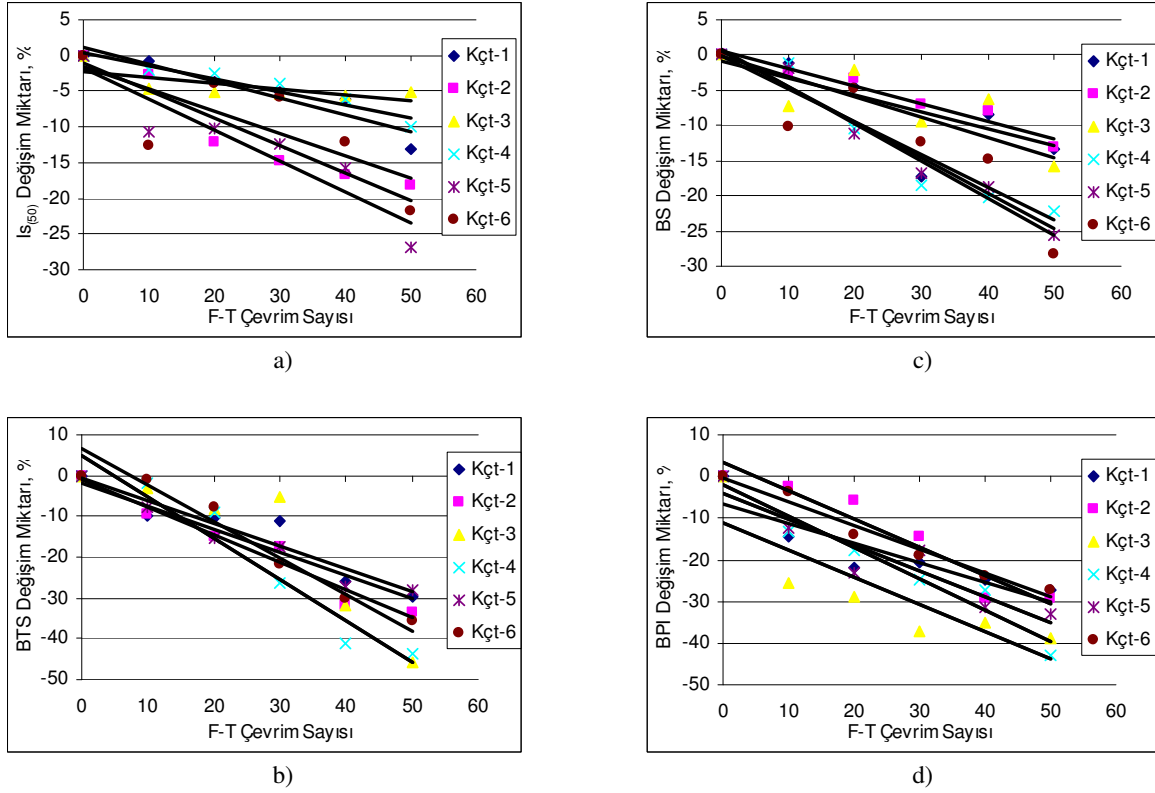 Is(50) Değişim Miktarı, %
5
0
-5
-10
-15
-20
-25
-30
0 10 20 30 40 50 60
F-T Çevrim Sayısı
Kçt-1
Kçt-2
Kçt-3
Kçt-4
Kçt-5
Kçt-6
a)
BS Değişim Miktarı, %
5
0
-5
-10
-15
-20
-25
-30
0 10 20 30 40 50 60
F-T Çevrim Sayısı
Kçt-1
Kçt-2
Kçt-3
Kçt-4
Kçt-5
Kçt-6
c)
BTS Değişim Miktarı, %
10
0
-10
-20
-30
-40
-50
0 10 20 30 40 50 60
F-T Çevrim Sayısı
Kçt-1
Kçt-2
Kçt-3
Kçt-4
Kçt-5
Kçt-6
b)
BPI Değişim Miktarı, %
10
0
-10
-20
-30
-40
-50
0 10 20 30 40 50 60
F-T Çevrim Sayısı
Kçt-1
Kçt-2
Kçt-3
Kçt-4
Kçt-5
Kçt-6
d)